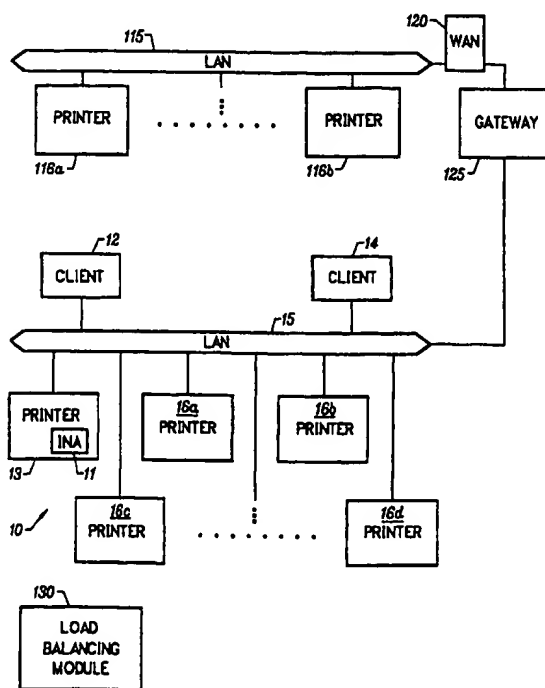 115
120
LAN
WAN
PRINTER
PRINTER
GATEWAY
116a
116b
125
12
14
CLIENT
CLIENT
15
LAN
PRINTER
INA
13
11
16a
PRINTER
16b
PRINTER
10
16c
PRINTER
16d
PRINTER
130
LOAD
BALANCING
MODULE